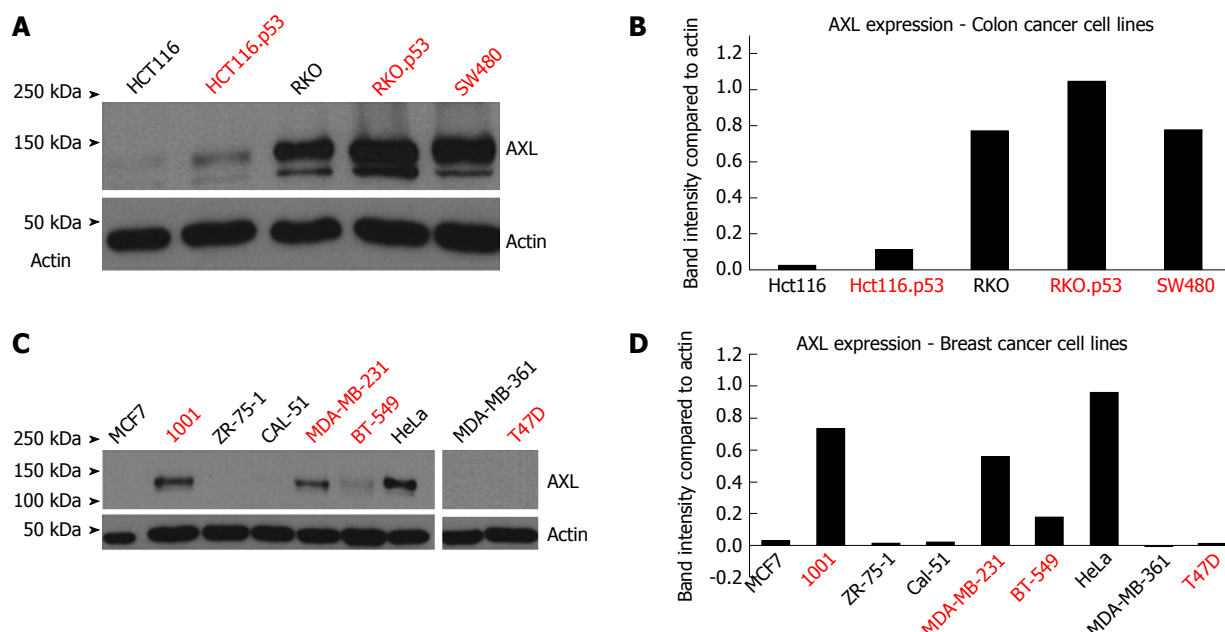 A
HCT116
HCT116.p53
RKO
RKO.p53
SW480
250 kDa
150 kDa
AXL
50 kDa
Actin
Actin
B
AXL expression - Colon cancer cell lines
Band intensity compared to actin
1.2
1.0
0.8
0.6
0.4
0.2
0.0
Hct116
Hct116.p53
RKO
RKO.p53
SW480
C
MCF7
1001
ZR-75-1
CAL-51
MDA-MB-231
BT-549
HeLa
MDA-MB-361
T47D
250 kDa
150 kDa
AXL
100 kDa
50 kDa
Actin
D
AXL expression - Breast cancer cell lines
Band intensity compared to actin
1.2
1.0
0.8
0.6
0.4
0.2
0.0
-0.2
MCF7
1001
ZR-75-1
Cal-51
MDA-MB-231
BT-549
HeLa
MDA-MB-361
T47D